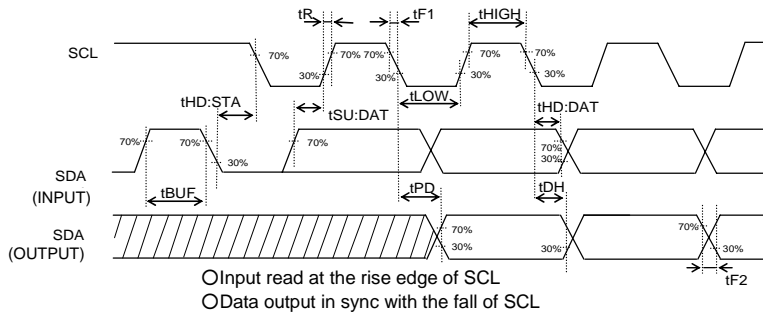 tR tF1 tHIGH
SCL 70% 70% 70% 70% 70%
30% 30% 30% 30%
tHD:STA tSU:DAT tLOW tHD:DAT
70% 70% 30% 70% 70% 30%
SDA
(INPUT)
tBUF tPD tDH
SDA
(OUTPUT)
70% 30% 30% 70% 30%
tF2
○Input read at the rise edge of SCL
○Data output in sync with the fall of SCL